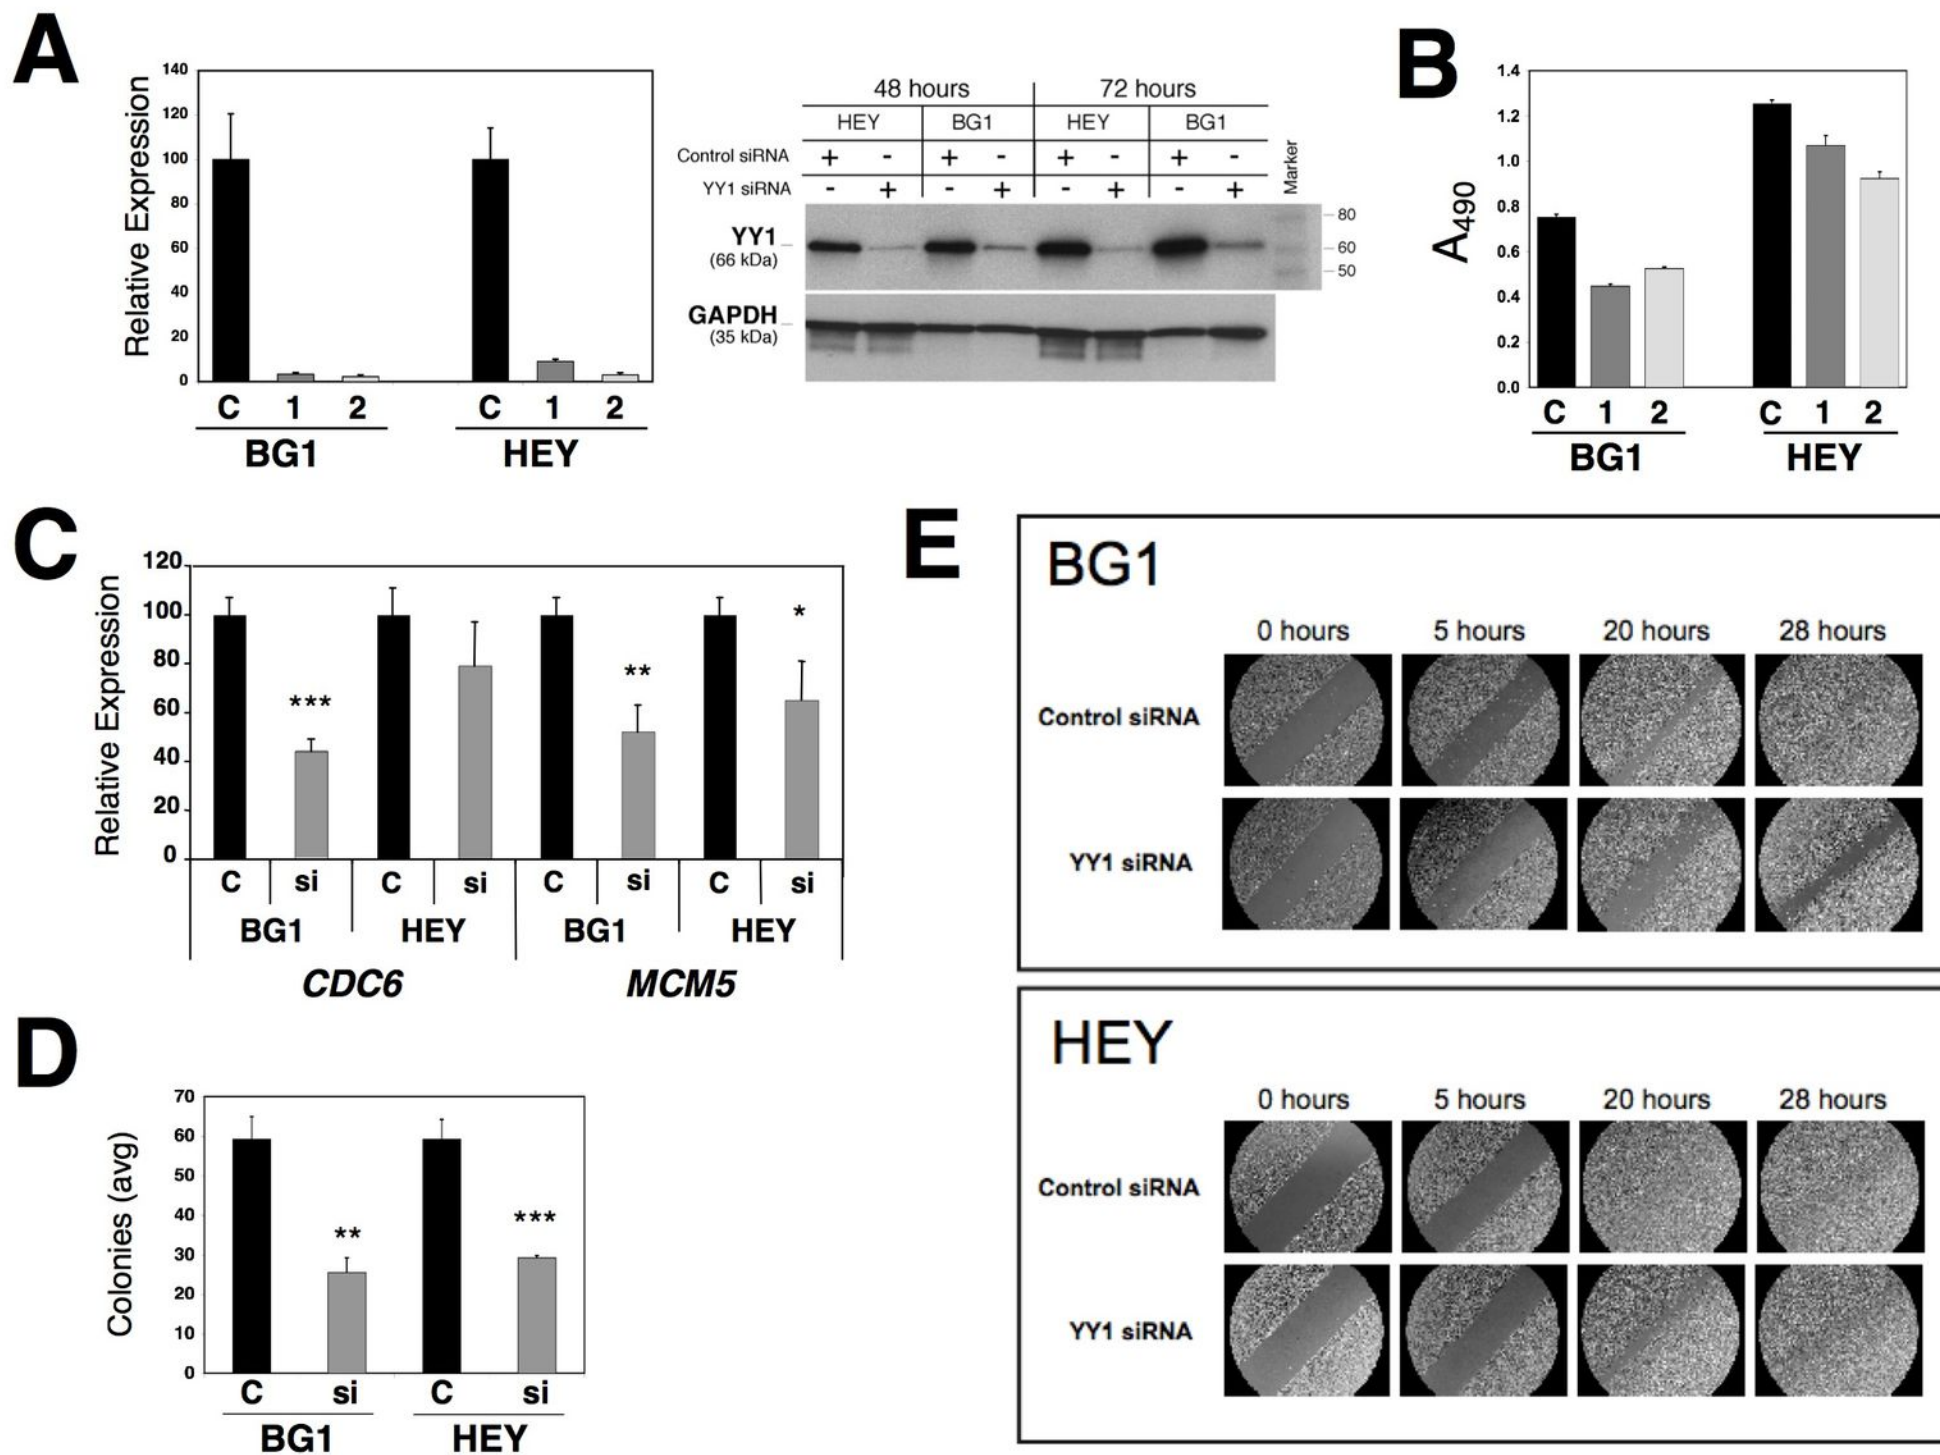 A
Relative Expression
140
120
100
80
60
40
20
0
C 1 2 C 1 2
BG1 HEY
48 hours 72 hours
HEY BG1 HEY BG1
Control siRNA + - + - + - + -
YY1 siRNA - + - + - + - +
Marker
YY1
(66 kDa)
80
60
50
GAPDH
(35 kDa)
B
A490
1.4
1.2
1.0
0.8
0.6
0.4
0.2
0.0
C 1 2 C 1 2
BG1 HEY
C
Relative Expression
120
100
80
60
40
20
0
*** ** *
C si C si C si C si
BG1 HEY BG1 HEY
CDC6 MCM5
D
Colonies (avg)
70
60
50
40
30
20
10
0
** ***
C si C si
BG1 HEY
E
BG1
0 hours 5 hours 20 hours 28 hours
Control siRNA
YY1 siRNA
HEY
0 hours 5 hours 20 hours 28 hours
Control siRNA
YY1 siRNA